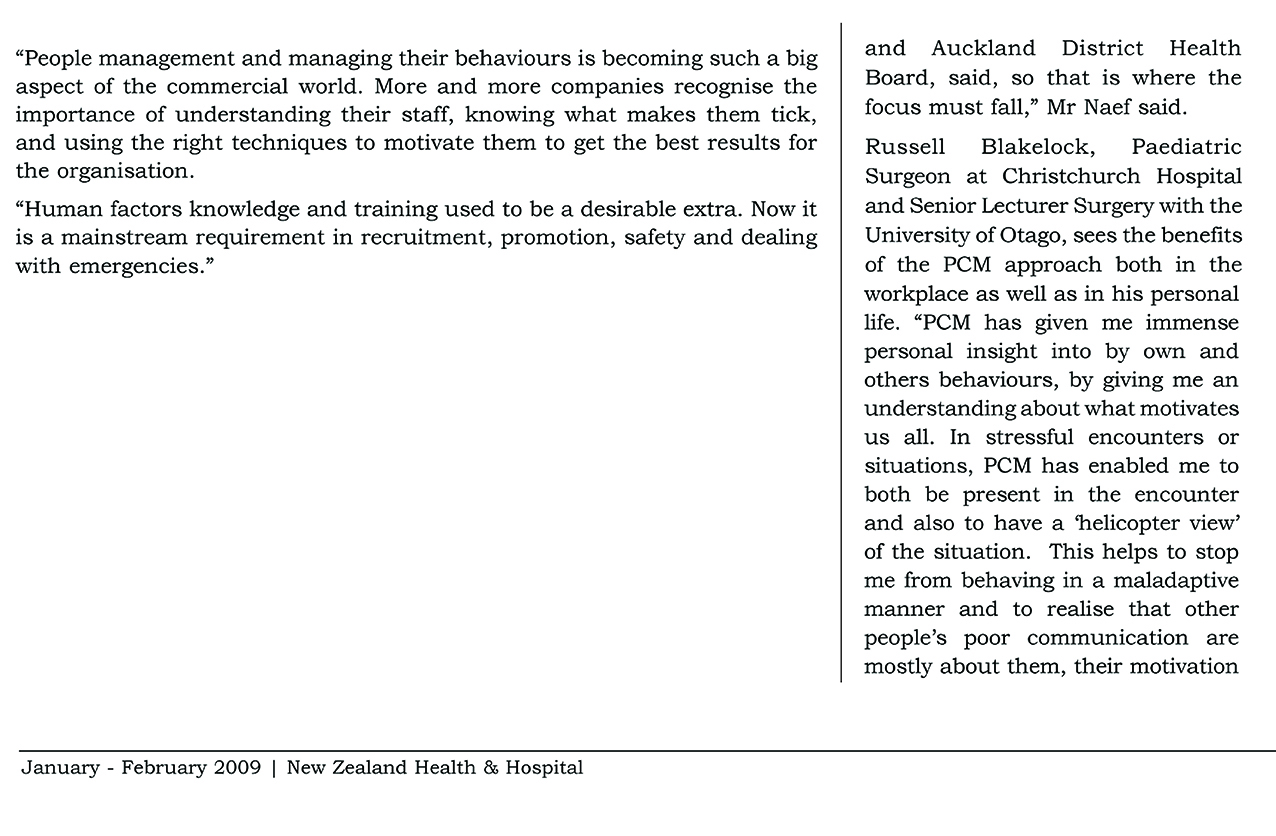 “People management and managing their behaviours is becoming such a big
aspect of the commercial world. More and more companies recognise the
importance of understanding their staff, knowing what makes them tick,
and using the right techniques to motivate them to get the best results for
the organisation.
“Human factors knowledge and training used to be a desirable extra. Now it
is a mainstream requirement in recruitment, promotion, safety and dealing
with emergencies.”
and Auckland District Health
Board, said, so that is where the
focus must fall,” Mr Naef said.
Russell Blakelock, Paediatric
Surgeon at Christchurch Hospital
and Senior Lecturer Surgery with the
University of Otago, sees the benefits
of the PCM approach both in the
workplace as well as in his personal
life. “PCM has given me immense
personal insight into by own and
others behaviours, by giving me an
understanding about what motivates
us all. In stressful encounters or
situations, PCM has enabled me to
both be present in the encounter
and also to have a ‘helicopter view’
of the situation.  This helps to stop
me from behaving in a maladaptive
manner and to realise that other
people’s poor communication are
mostly about them, their motivation
January - February 2009 | New Zealand Health & Hospital